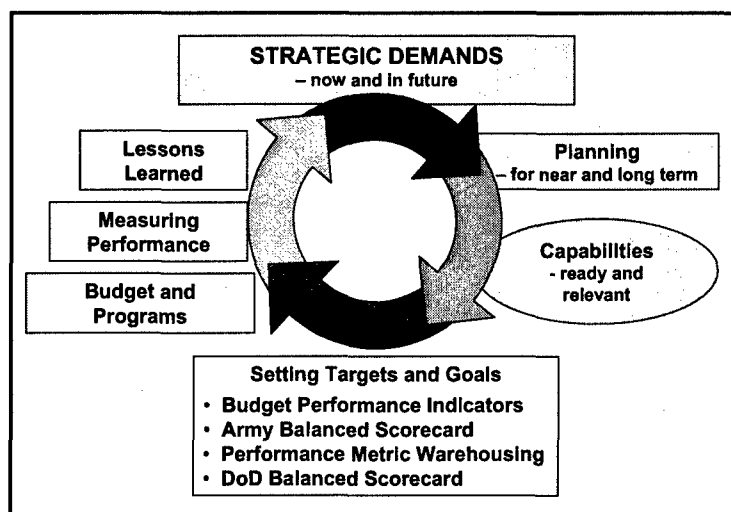 STRATEGIC DEMANDS
– now and in future
Planning
– for near and long term
Capabilities
- ready and
relevant
Setting Targets and Goals
• Budget Performance Indicators
• Army Balanced Scorecard
• Performance Metric Warehousing
• DoD Balanced Scorecard
Budget and
Programs
Measuring
Performance
Lessons
Learned